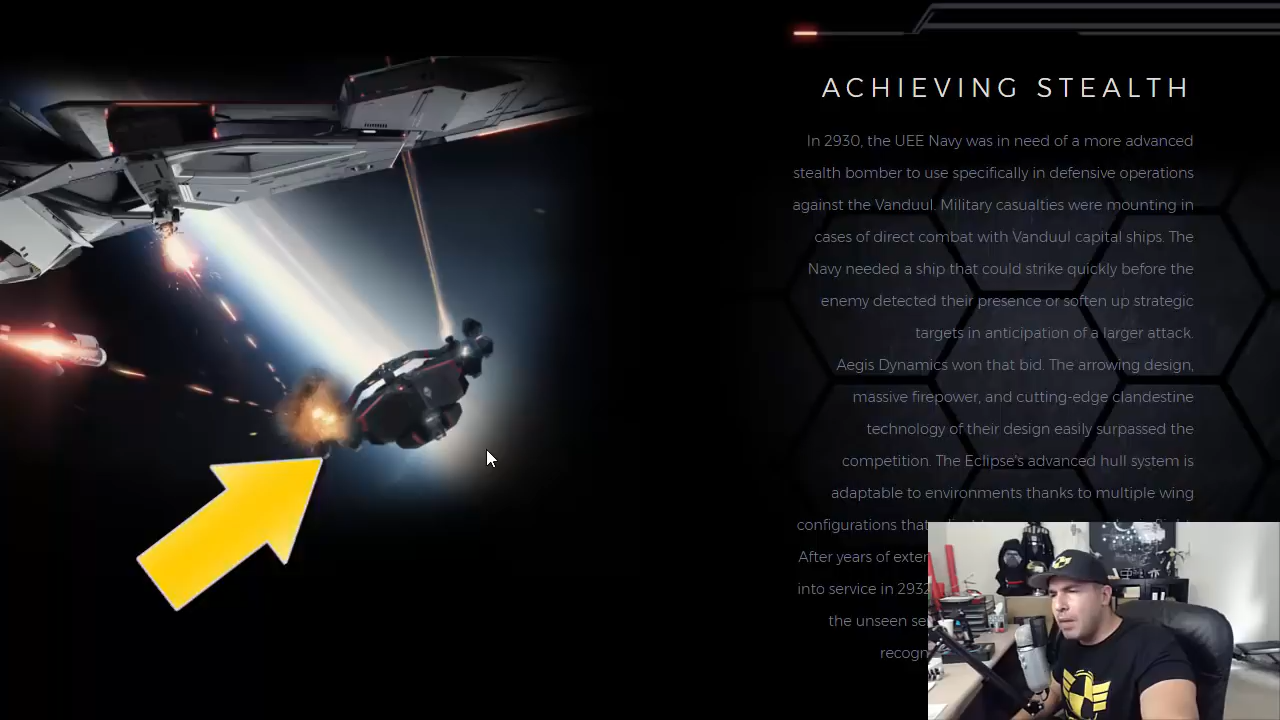 ACHIEVING STEALTH
In 2930, the UEE Navy was in need of a more advanced
stealth bomber to use specifically in defensive operations
against the Vanduul. Military casualties were mounting in
cases of direct combat with Vanduul capital ships. The
Navy needed a ship that could strike quickly before the
enemy detected their presence or soften up strategic
targets in anticipation of a larger attack.
Aegis Dynamics won that bid. The arrowing design,
massive firepower, and cutting-edge clandestine
technology of their design easily surpassed the
competition. The Eclipse's advanced hull system is
adaptable to environments thanks to multiple wing
configurations that
After years of
into service in 2932
the unseen